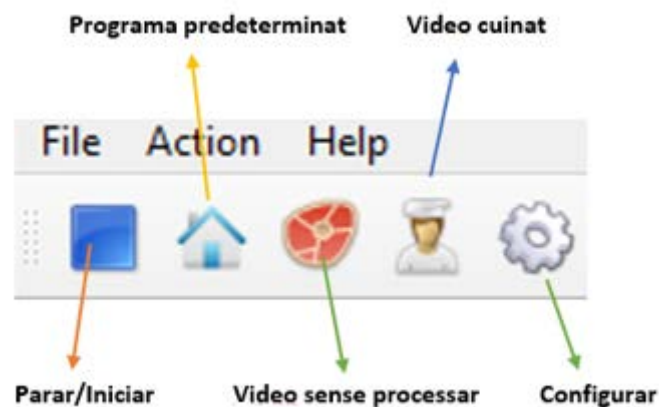 Programa predeterminat
Video cuinat
File Action Help
Parar/Iniciar
Video sense processar
Configurar